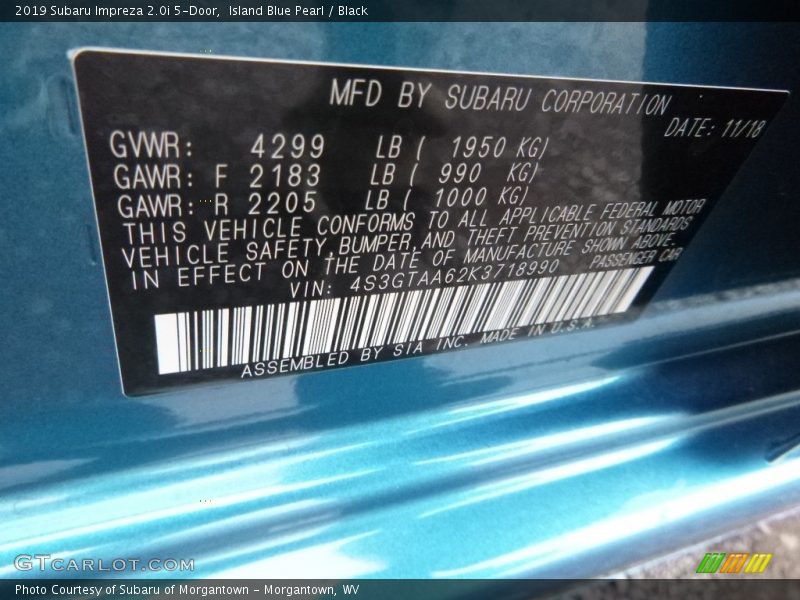 2019 Subaru Impreza 2.0i 5-Door, Island Blue Pearl / Black
MFD BY SUBARU CORPORATION
DATE: 11/18
GVWR: 4299 LB ( 1950 KG)
GAWR: F 2183 LB ( 990 KG)
GAWR: R 2205 LB ( 1000 KG)
THIS VEHICLE CONFORMS TO ALL APPLICABLE FEDERAL MOTOR
VEHICLE SAFETY, BUMPER, AND THEFT PREVENTION STANDARDS
IN EFFECT ON THE DATE OF MANUFACTURE SHOWN ABOVE.
VIN: 4S3GTAA62K3718990 PASSENGER CAR
ASSEMBLED BY SIA INC. MADE IN U.S.A.
GTCARLOT.COM
Photo Courtesy of Subaru of Morgantown - Morgantown, WV